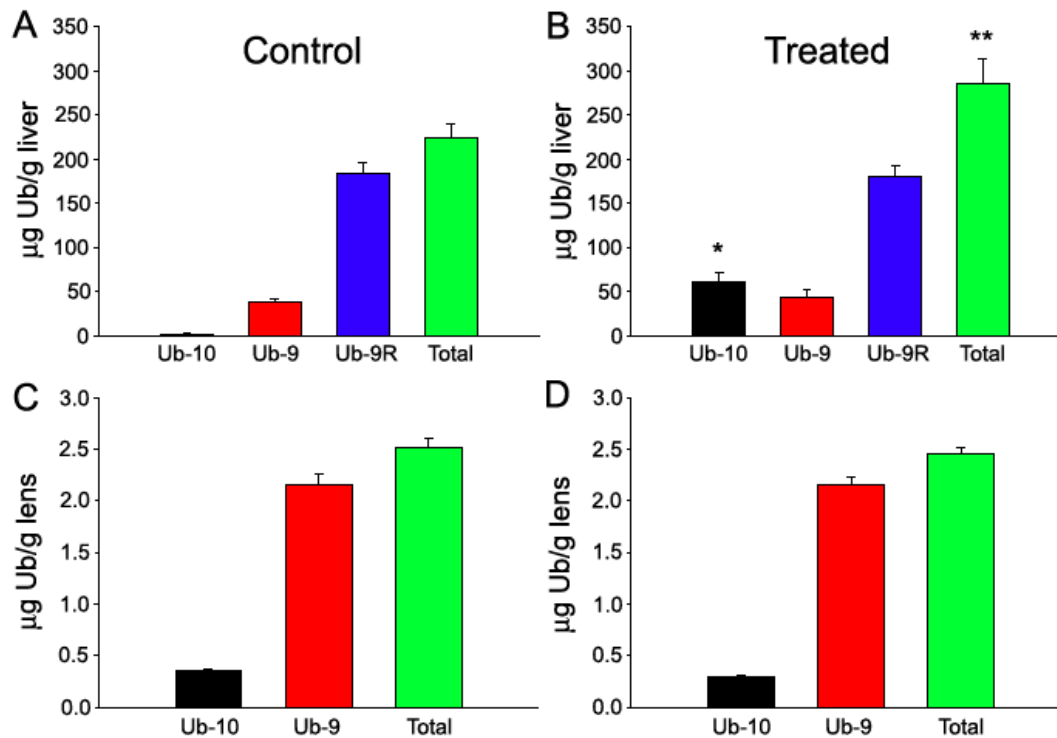 A
Control
µg Ub/g liver
350
300
250
200
150
100
50
0
Ub-10 Ub-9 Ub-9R Total
B
Treated
µg Ub/g liver
350
300
250
200
150
100
50
0
*
**
Ub-10 Ub-9 Ub-9R Total
C
µg Ub/g lens
3.0
2.5
2.0
1.5
1.0
0.5
0.0
Ub-10 Ub-9 Total
D
µg Ub/g lens
3.0
2.5
2.0
1.5
1.0
0.5
0.0
Ub-10 Ub-9 Total